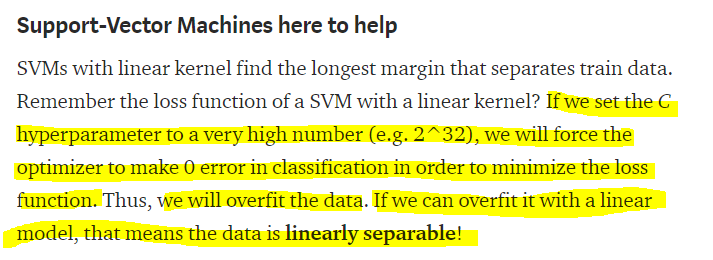 Support-Vector Machines here to help
SVMs with linear kernel find the longest margin that separates train data.
Remember the loss function of a SVM with a linear kernel? If we set the C
hyperparameter to a very high number (e.g. 2^32), we will force the
optimizer to make 0 error in classification in order to minimize the loss
function. Thus, we will overfit the data. If we can overfit it with a linear
model, that means the data is linearly separable!